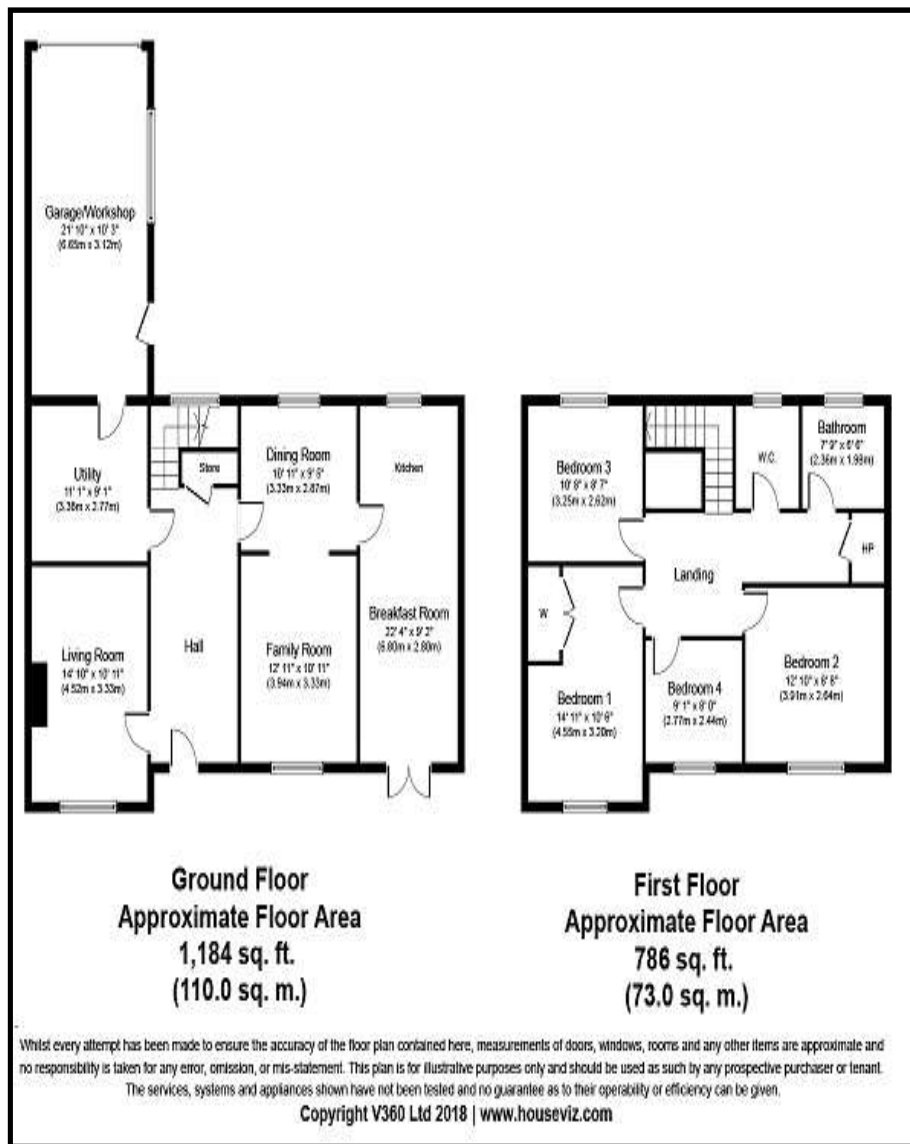 Garage/Workshop
21' 10" x 10' 3"
(6.65m x 3.12m)
Utility
11' 1" x 9' 1"
(3.38m x 2.77m)
Store
Dining Room
10' 11" x 9' 5"
(3.33m x 2.87m)
Kitchen
Living Room
14' 10" x 10' 11"
(4.52m x 3.33m)
Hall
Family Room
12' 11" x 10' 11"
(3.94m x 3.33m)
Breakfast Room
22' 4" x 9' 2"
(6.80m x 2.80m)
Bedroom 3
10' 8" x 8' 7"
(3.25m x 2.62m)
W.C.
Bathroom
7' 9" x 6' 6"
(2.36m x 1.98m)
Landing
HP
W
Bedroom 1
14' 11" x 10' 6"
(4.55m x 3.20m)
Bedroom 4
9' 1" x 8' 0"
(2.77m x 2.44m)
Bedroom 2
12' 10" x 8' 8"
(3.91m x 2.64m)
Ground Floor
Approximate Floor Area
1,184 sq. ft.
(110.0 sq. m.)
First Floor
Approximate Floor Area
786 sq. ft.
(73.0 sq. m.)
Whilst every attempt has been made to ensure the accuracy of the floor plan contained here, measurements of doors, windows, rooms and any other items are approximate and
no responsibility is taken for any error, omission, or mis-statement. This plan is for illustrative purposes only and should be used as such by any prospective purchaser or tenant.
The services, systems and appliances shown have not been tested and no guarantee as to their operability or efficiency can be given.
Copyright V360 Ltd 2018 | www.houseviz.com